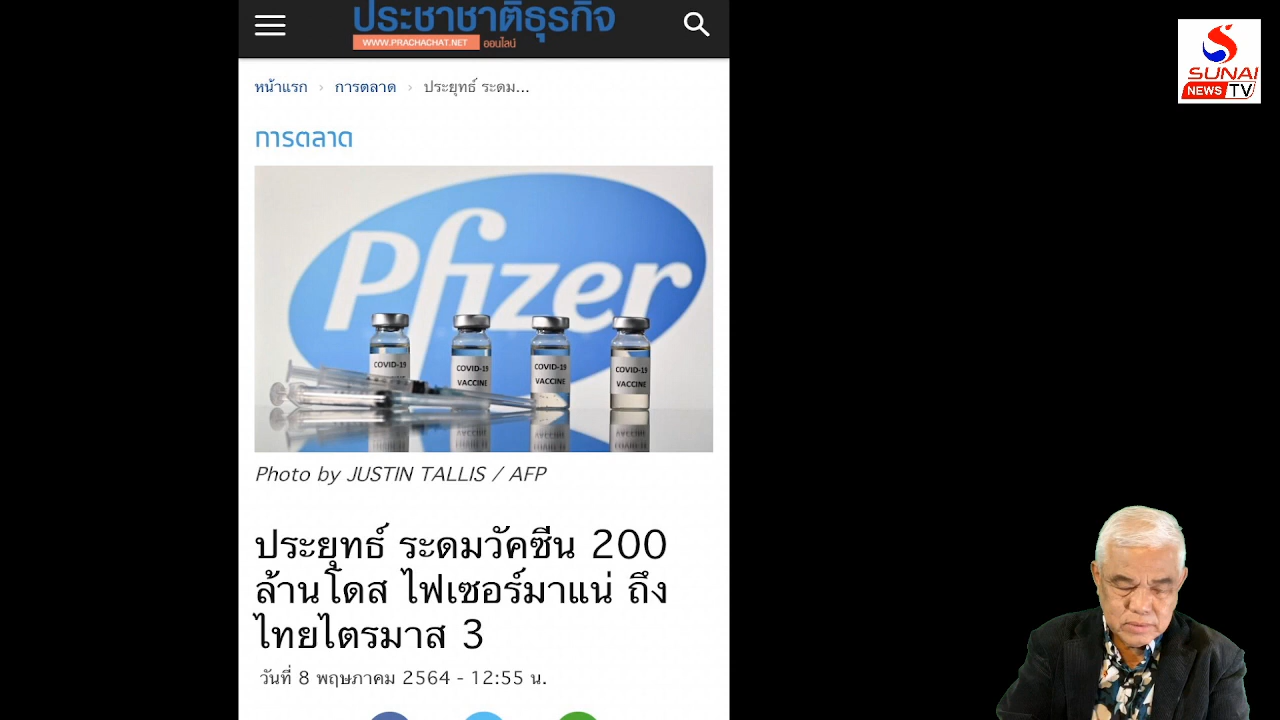 ประชาชาติธุรกิจ
WWW.PRACHACHAT.NET ออนไลน์
SUNAI
NEWS TV
หน้าแรก › การตลาด › ประยุทธ์ ระดม...
การตลาด
Pfizer
COVID-19
VACCINE
COVID-19
VACCINE
COVID-19
VACCINE
COVID-19
Photo by JUSTIN TALLIS / AFP
ประยุทธ์ ระดมวัคซีน 200
ล้านโดส ไฟเซอร์มาแน่ ถึง
ไทยไตรมาส 3
วันที่ 8 พฤษภาคม 2564 - 12:55 น.